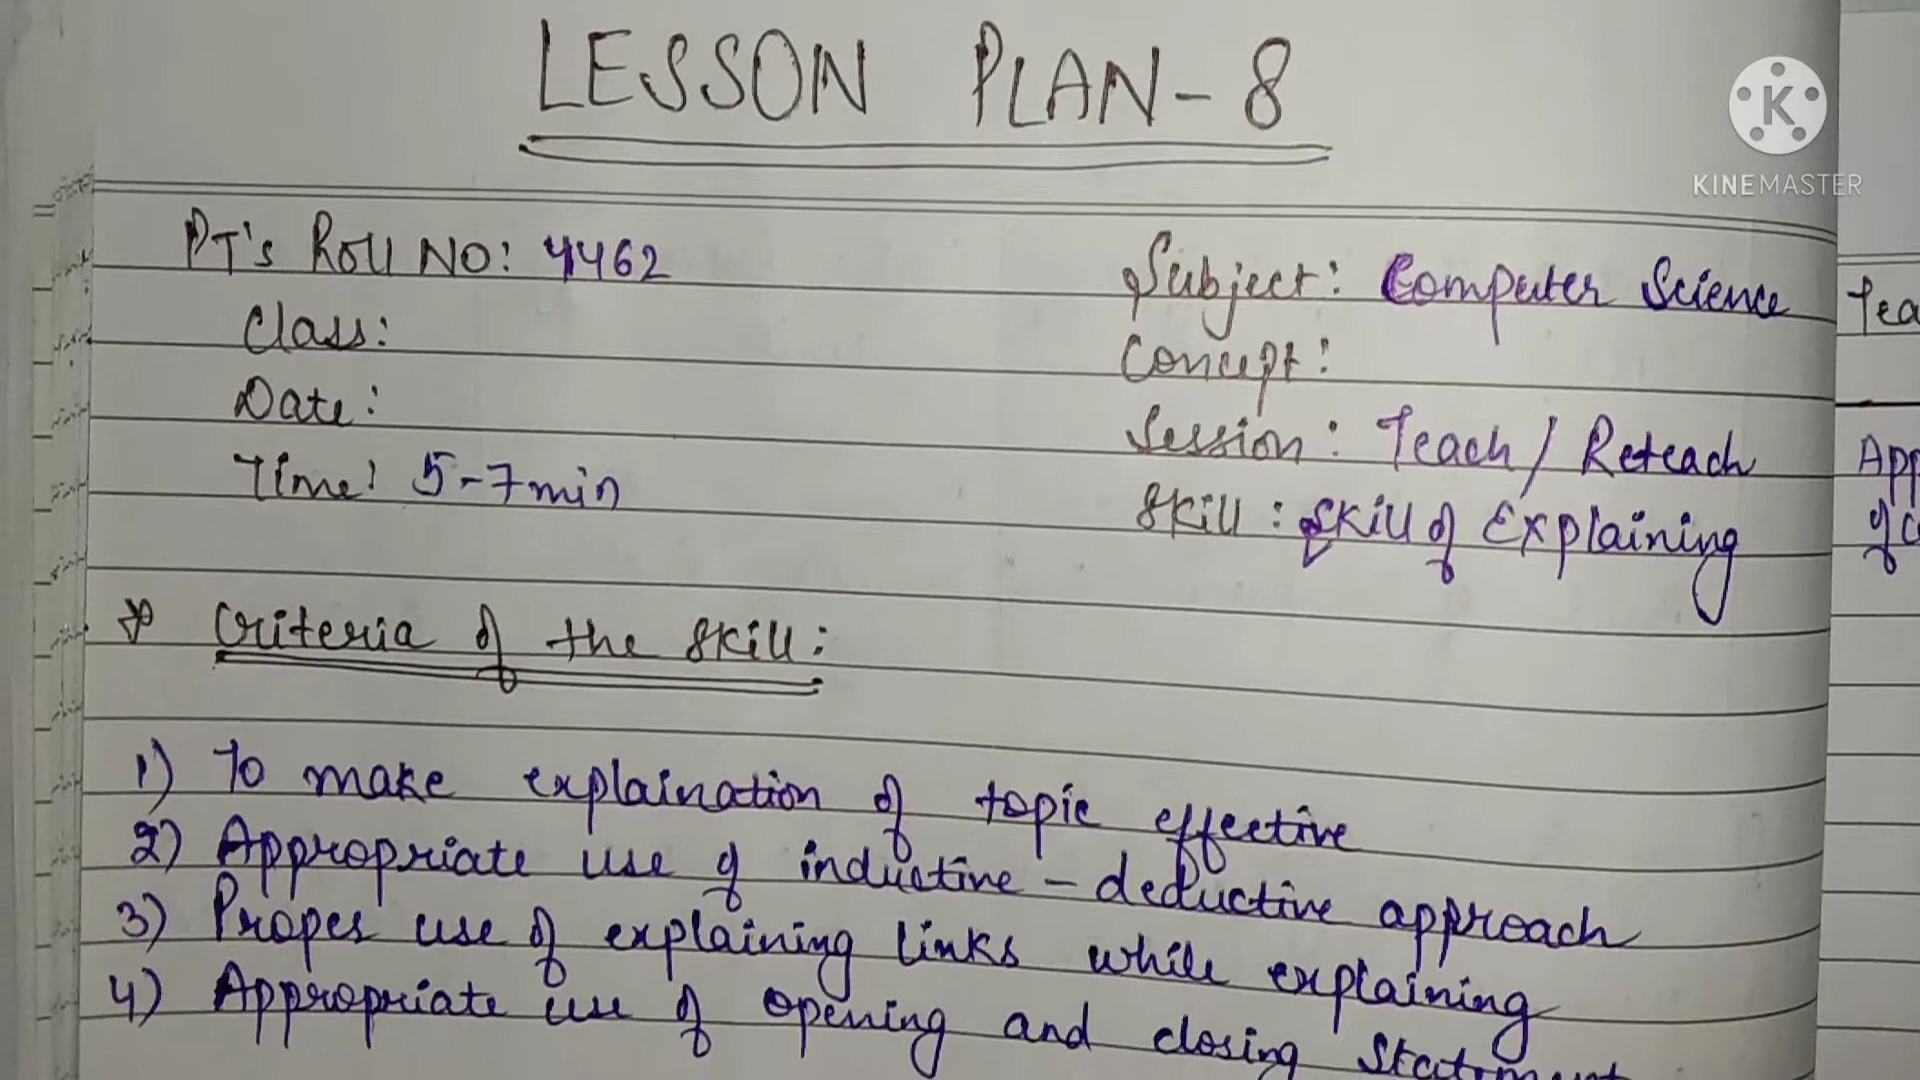 LESSON PLAN-8
KINEMASTER
PT's Roll NO: 4462
Class:
Date:
Time: 5-7min
Subject: Computer Science
Concept:
Session: Teach / Reteach
Skill: Skill of Explaining
Criteria of the skill:
1) To make explaination of topic effective
2) Appropriate use of inductive - deductive approach
3) Proper use of explaining links while explaining
4) Appropriate use of opening and closing